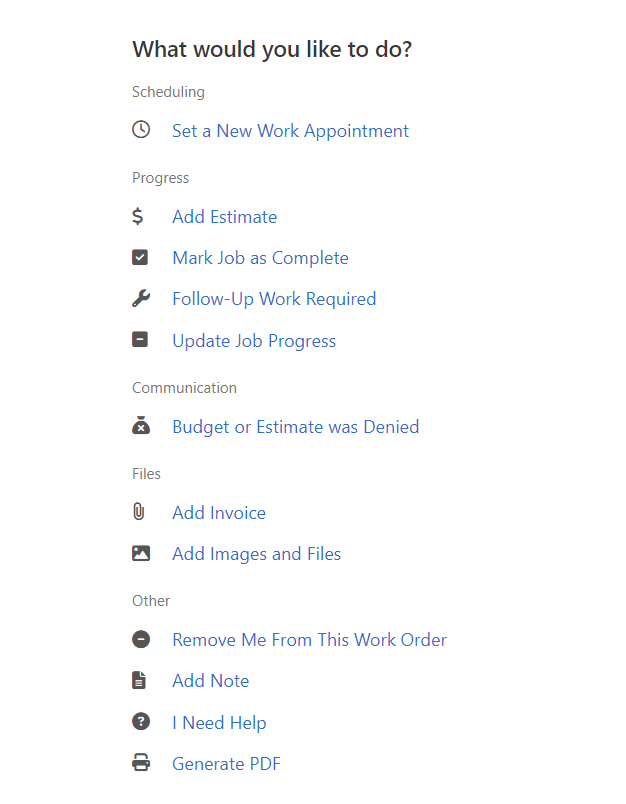 What would you like to do?
Scheduling
Set a New Work Appointment
Progress
Add Estimate
Mark Job as Complete
Follow-Up Work Required
Update Job Progress
Communication
Budget or Estimate was Denied
Files
Add Invoice
Add Images and Files
Other
Remove Me From This Work Order
Add Note
I Need Help
Generate PDF